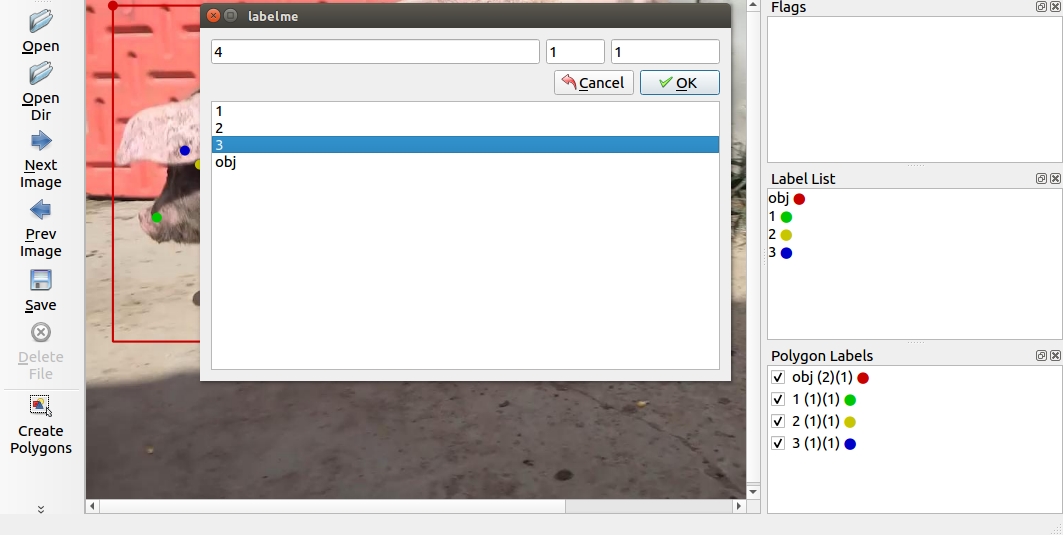 labelme
4
1
1
Cancel
OK
1
2
3
obj
Open
Open
Dir
Next
Image
Prev
Image
Save
Delete
File
Create
Polygons
Flags
Label List
obj
1
2
3
Polygon Labels
obj (2)(1)
1 (1)(1)
2 (1)(1)
3 (1)(1)